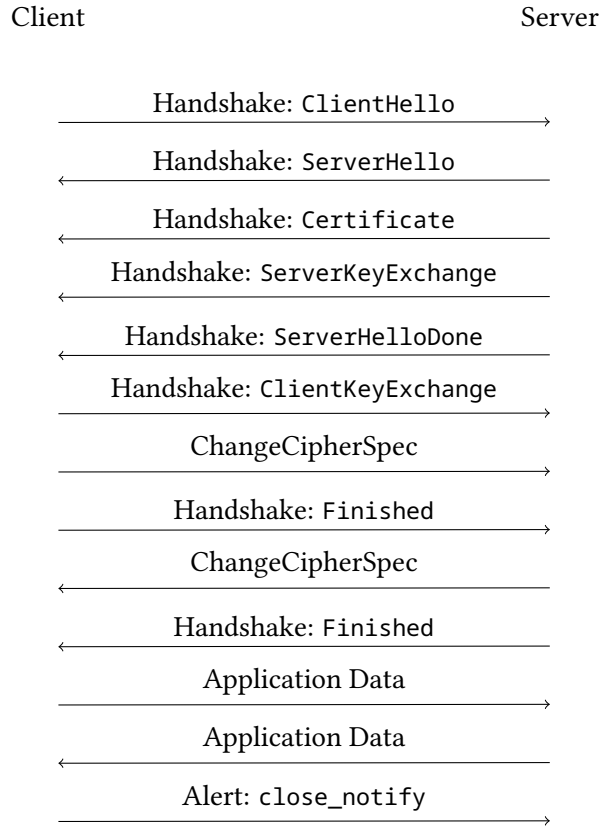 Client Server
Handshake: ClientHello
Handshake: ServerHello
Handshake: Certificate
Handshake: ServerKeyExchange
Handshake: ServerHelloDone
Handshake: ClientKeyExchange
ChangeCipherSpec
Handshake: Finished
ChangeCipherSpec
Handshake: Finished
Application Data
Application Data
Alert: close_notify